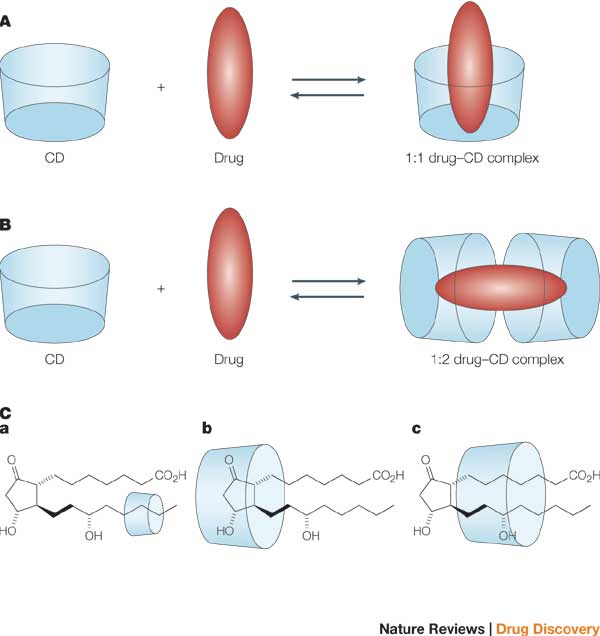 A
+
CD
Drug
1:1 drug–CD complex
B
+
CD
Drug
1:2 drug–CD complex
C
a
b
c
O
CO₂H
HO
OH
O
CO₂H
HO
OH
O
CO₂H
HO
OH
Nature Reviews | Drug Discovery